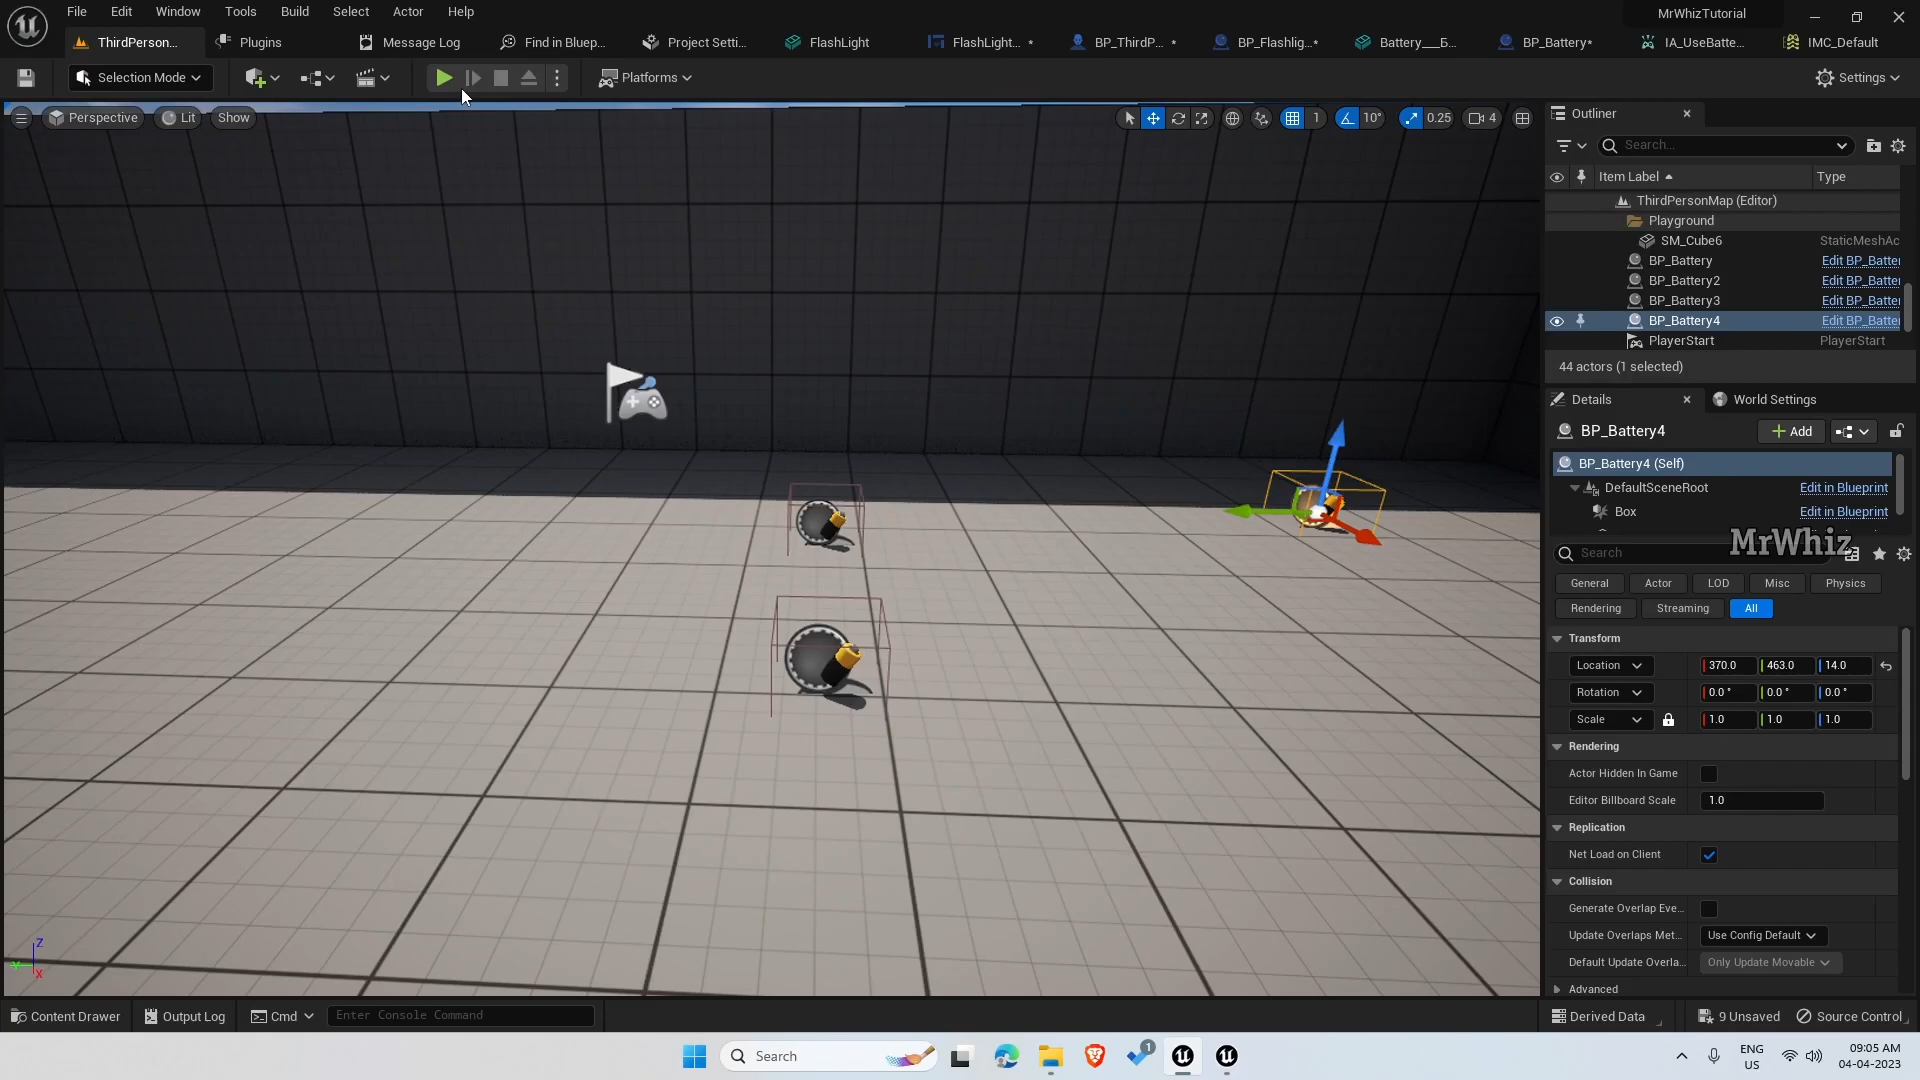 File Edit Window Tools Build Select Actor Help
MrWhizTutorial
ThirdPerson... Plugins Message Log Find in Bluep... Project Setti... FlashLight FlashLight... * BP_ThirdP... * BP_Flashlig...* Battery___Б... BP_Battery* IA_UseBatte... IMC_Default
Selection Mode Platforms Settings
Perspective Lit Show 1 10° 0.25 4
Outliner
Search...
Item Label Type
ThirdPersonMap (Editor)
Playground
SM_Cube6 StaticMeshAc
BP_Battery Edit BP_Batter
BP_Battery2 Edit BP_Batter
BP_Battery3 Edit BP_Batter
BP_Battery4 Edit BP_Batter
PlayerStart PlayerStart
44 actors (1 selected)
Details World Settings
BP_Battery4 Add
BP_Battery4 (Self)
DefaultSceneRoot Edit in Blueprint
Box Edit in Blueprint
MrWhiz
Search
General Actor LOD Misc Physics
Rendering Streaming All
Transform
Location 370.0 463.0 14.0
Rotation 0.0 ° 0.0 ° 0.0 °
Scale 1.0 1.0 1.0
Rendering
Actor Hidden In Game
Editor Billboard Scale 1.0
Replication
Net Load on Client
Collision
Generate Overlap Eve...
Update Overlaps Met... Use Config Default
Default Update Overla... Only Update Movable
Advanced
Z
Y
X
Content Drawer Output Log Cmd Enter Console Command Derived Data 9 Unsaved Source Control
Search 1 ENG US 09:05 AM
04-04-2023